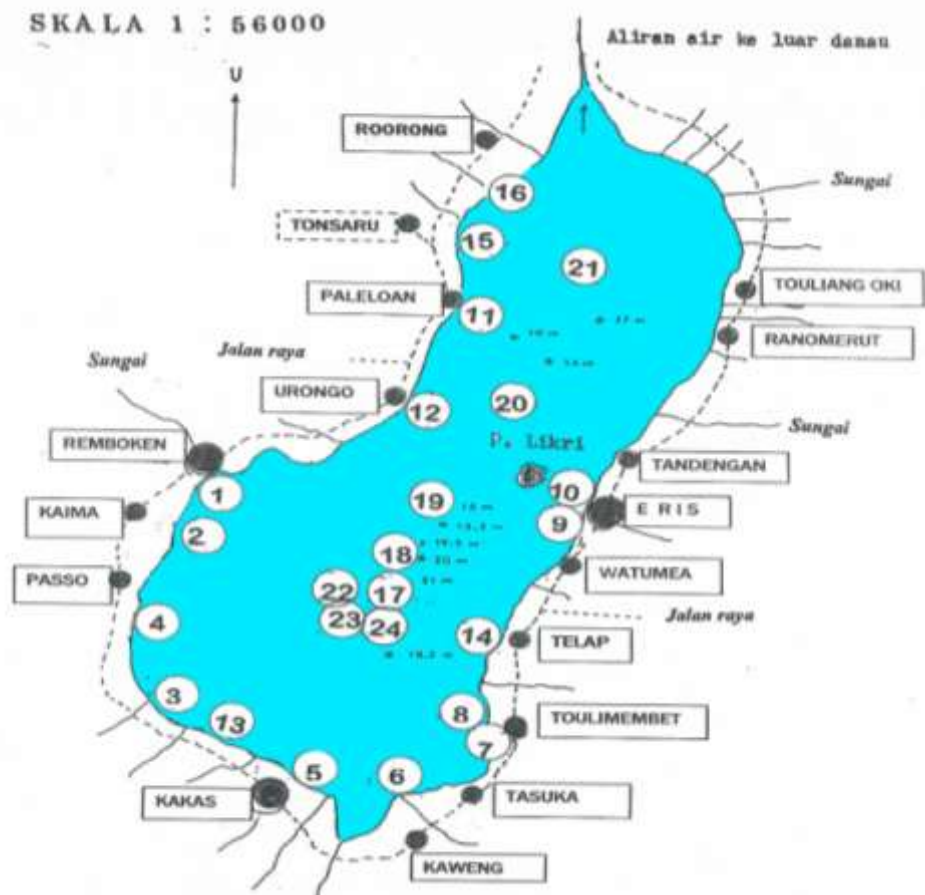 SKALA 1 : 56000
Aliran air ke luar danau
U
ROORONG
Sungai
16
TONSARU
15
21
TOULIANG OKI
PALELOAN
11
RANOMERUT
Jalan raya
Sungai
URONGO
12
20
Sungai
REMBOKEN
P. Likri
TANDENGAN
1
19
10
KAIMA
E RIS
2
9
18
20 m
PASSO
WATUMEA
22
17
21 m
Jalan raya
4
23
24
14
TELAP
3
8
TOULIMEMBET
13
7
5
6
KAKAS
TASUKA
KAWENG